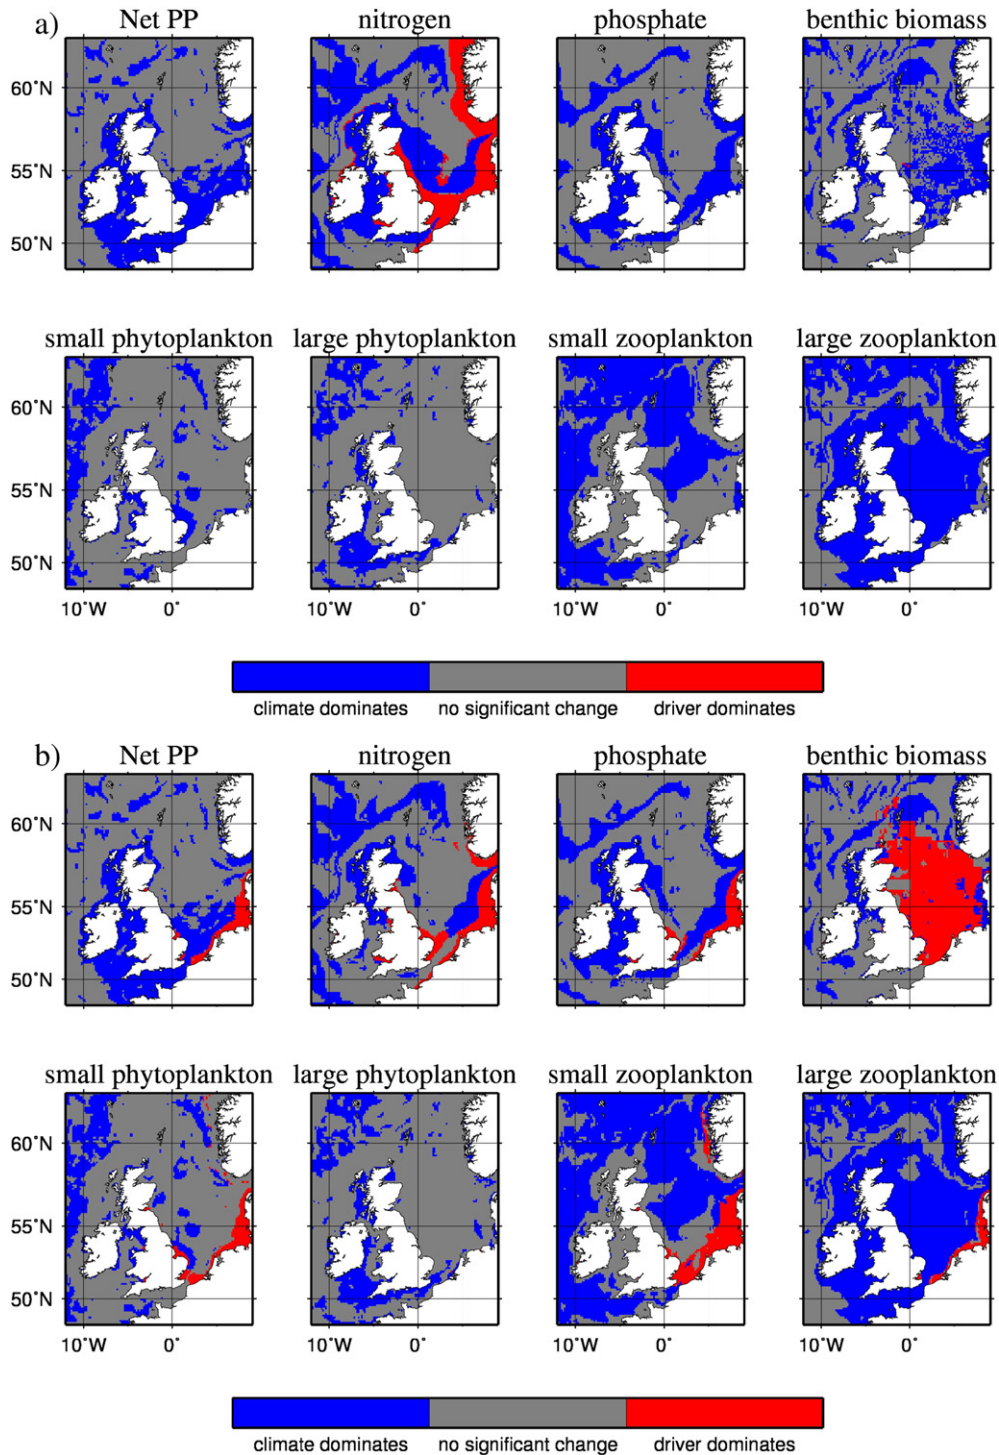 a)
Net PP nitrogen phosphate benthic biomass
60˚N
55˚N
50˚N
small phytoplankton large phytoplankton small zooplankton large zooplankton
60˚N
55˚N
50˚N
10˚W 0˚ 10˚W 0˚ 10˚W 0˚ 10˚W 0˚
climate dominates no significant change driver dominates
b)
Net PP nitrogen phosphate benthic biomass
60˚N
55˚N
50˚N
small phytoplankton large phytoplankton small zooplankton large zooplankton
60˚N
55˚N
50˚N
10˚W 0˚ 10˚W 0˚ 10˚W 0˚ 10˚W 0˚
climate dominates no significant change driver dominates